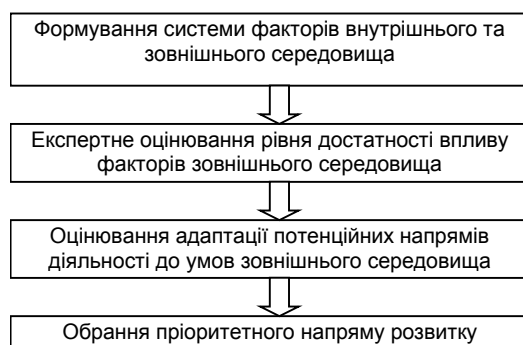 Формування системи факторів внутрішнього та
зовнішнього середовища
Експертне оцінювання рівня достатності впливу
факторів зовнішнього середовища
Оцінювання адаптації потенційних напрямів
діяльності до умов зовнішнього середовища
Обрання пріоритетного напряму розвитку